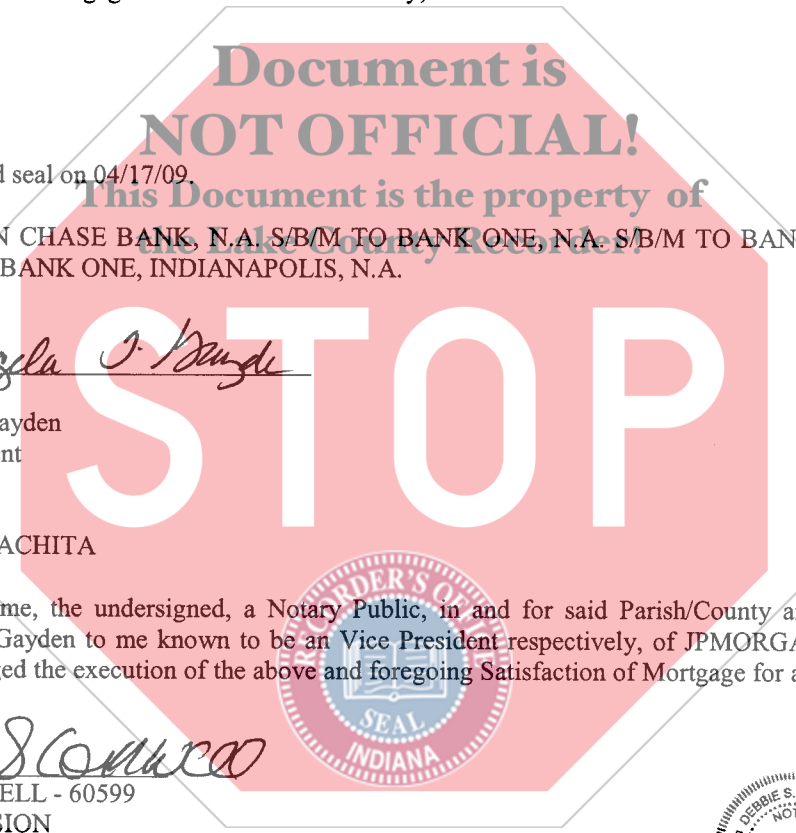 Document is
NOT OFFICIAL!
d seal on 04/17/09.
This Document is the property of
the Lake County Recorder!
N CHASE BANK, N.A. S/B/M TO BANK ONE, N.A. S/B/M TO BAN
BANK ONE, INDIANAPOLIS, N.A.
STOP
ayden
nt
ACHITA
me, the undersigned, a Notary Public, in and for said Parish/County a
Gayden to me known to be an Vice President respectively, of JPMORGA
ged the execution of the above and foregoing Satisfaction of Mortgage for a
RECORDER'S OFFICE
SEAL
INDIANA
ELL - 60599
SION
DEBBIE S.
NOT